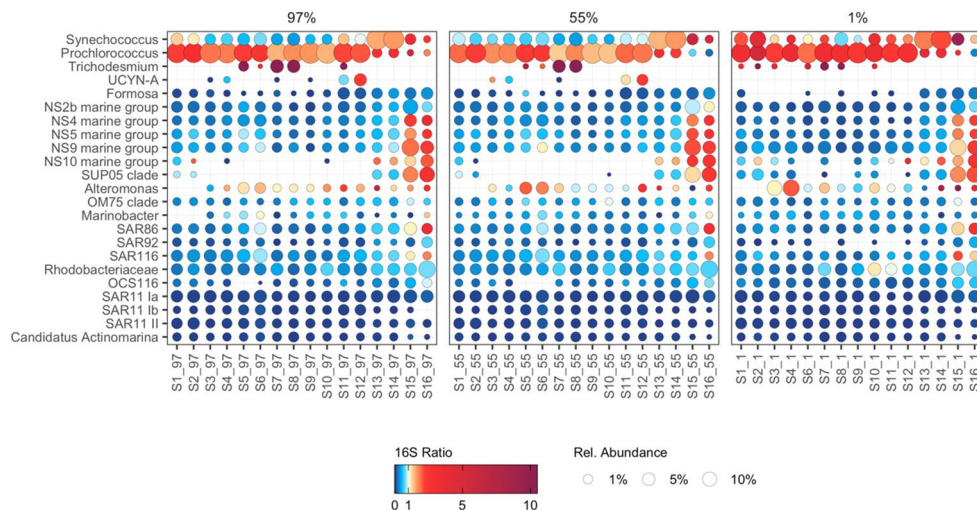 97%
55%
1%
Synechococcus
Prochlorococcus
Trichodesmium
UCYN-A
Formosa
NS2b marine group
NS4 marine group
NS5 marine group
NS9 marine group
NS10 marine group
SUP05 clade
Alteromonas
OM75 clade
Marinobacter
SAR86
SAR92
SAR116
Rhodobacteriaceae
OCS116
SAR11 Ia
SAR11 Ib
SAR11 II
Candidatus Actinomarina
S1_97
S2_97
S3_97
S4_97
S5_97
S6_97
S7_97
S8_97
S9_97
S10_97
S11_97
S12_97
S13_97
S14_97
S15_97
S16_97
S1_55
S2_55
S3_55
S4_55
S5_55
S6_55
S7_55
S8_55
S9_55
S10_55
S11_55
S12_55
S13_55
S14_55
S15_55
S16_55
S1_1
S2_1
S3_1
S4_1
S6_1
S7_1
S8_1
S9_1
S10_1
S11_1
S12_1
S13_1
S14_1
S15_1
S16_1
16S Ratio
0 1 5 10
Rel. Abundance
1% 5% 10%